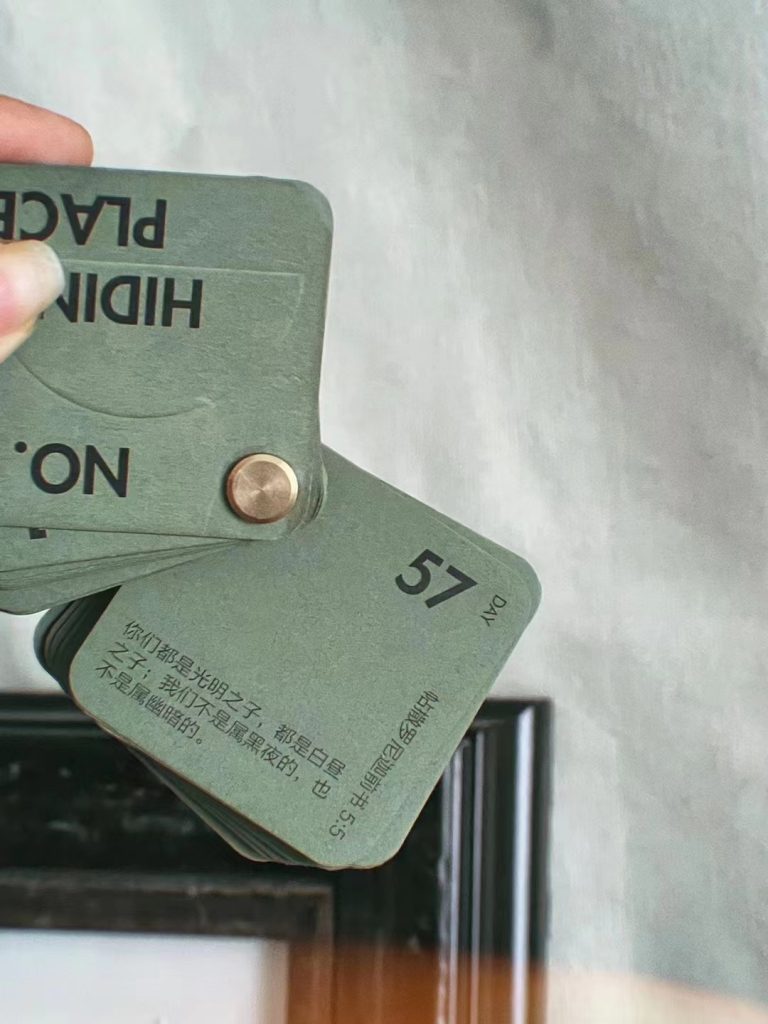 NO.
HIDIN
PLACE
57
DAY
你们都是光明之子，都是白昼
之子；我们不是属黑夜的，也
不是属幽暗的。
帖撒罗尼迦前书 5:5